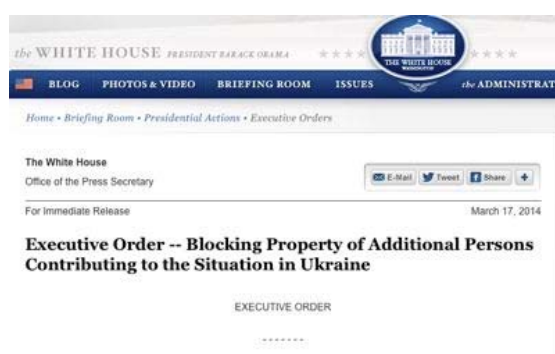 the WHITE HOUSE PRESIDENT BARACK OBAMA
THE WHITE HOUSE
WASHINGTON
BLOG PHOTOS & VIDEO BRIEFING ROOM ISSUES the ADMINISTRAT
Home • Briefing Room • Presidential Actions • Executive Orders
The White House
Office of the Press Secretary
E-Mail Tweet Share +
For Immediate Release March 17, 2014
Executive Order -- Blocking Property of Additional Persons
Contributing to the Situation in Ukraine
EXECUTIVE ORDER
- - - - - - -